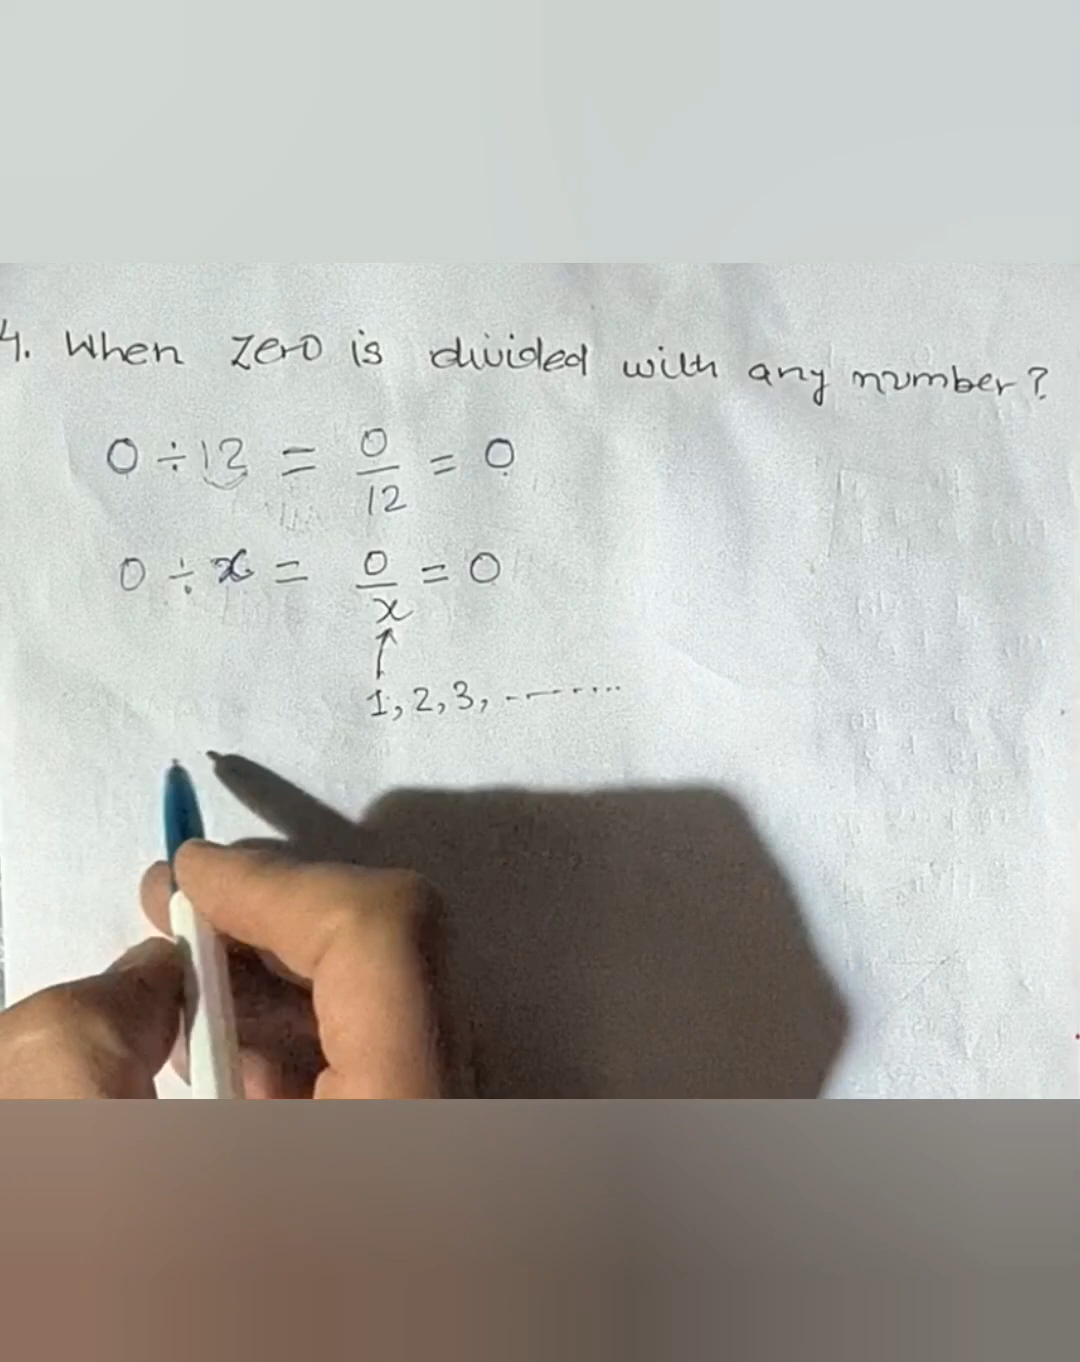 4. When zero is divided with any number?
0 ÷ 12 = 0/12 = 0
0 ÷ x = 0/x = 0
↑
1, 2, 3, ---.....